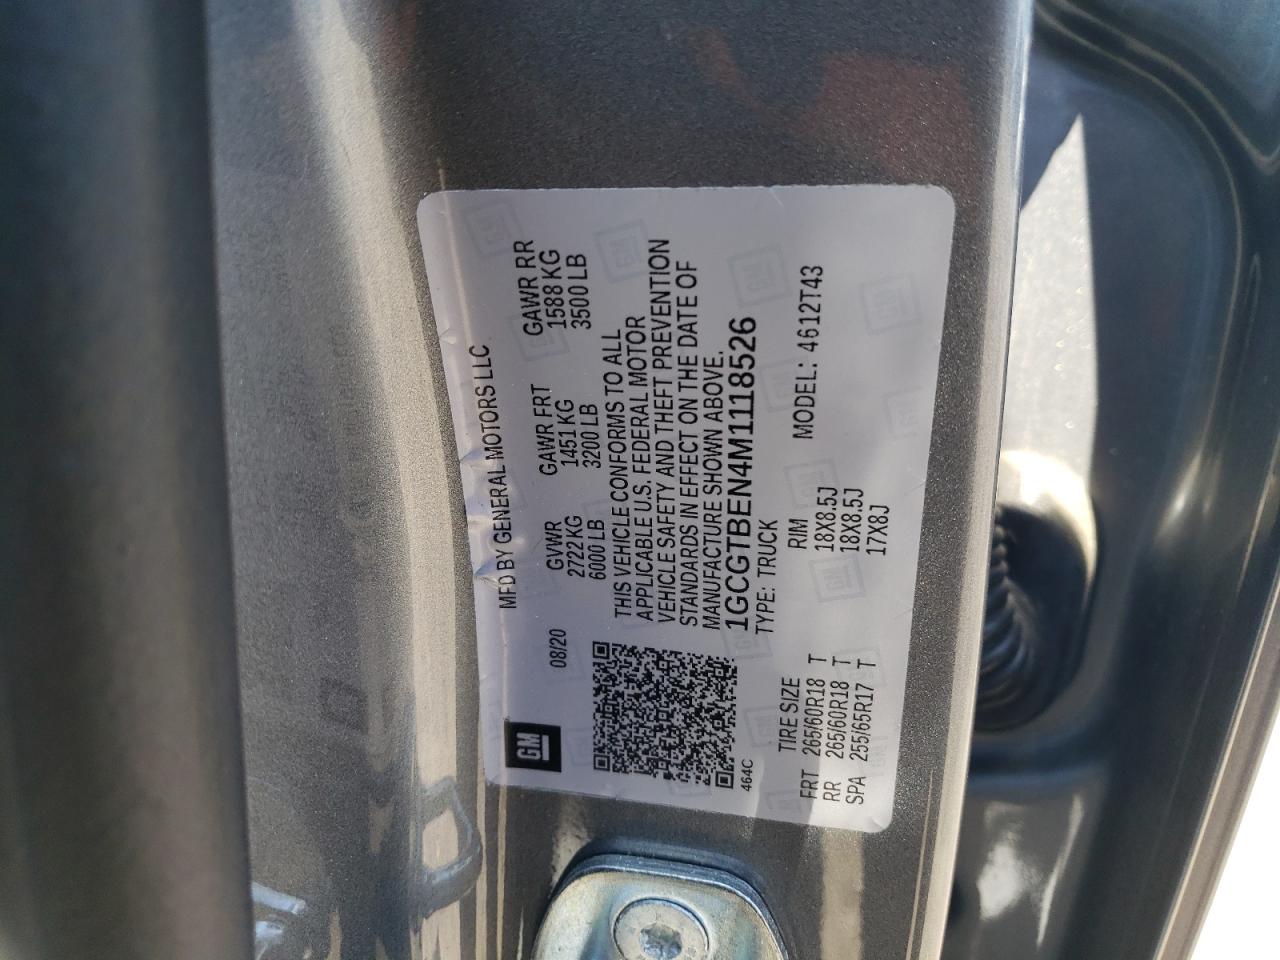 GM
MFD BY GENERAL MOTORS LLC
08/20
GVWR GAWR FRT GAWR RR
2722 KG 1451 KG 1588 KG
6000 LB 3200 LB 3500 LB
THIS VEHICLE CONFORMS TO ALL
APPLICABLE U.S. FEDERAL MOTOR
VEHICLE SAFETY AND THEFT PREVENTION
STANDARDS IN EFFECT ON THE DATE OF
MANUFACTURE SHOWN ABOVE.
1GCGTBEN4M1118526
464C
TYPE: TRUCK MODEL: 4612T43
TIRE SIZE RIM
FRT 265/60R18 T 18X8.5J
RR 265/60R18 T 18X8.5J
SPA 255/65R17 T 17X8J